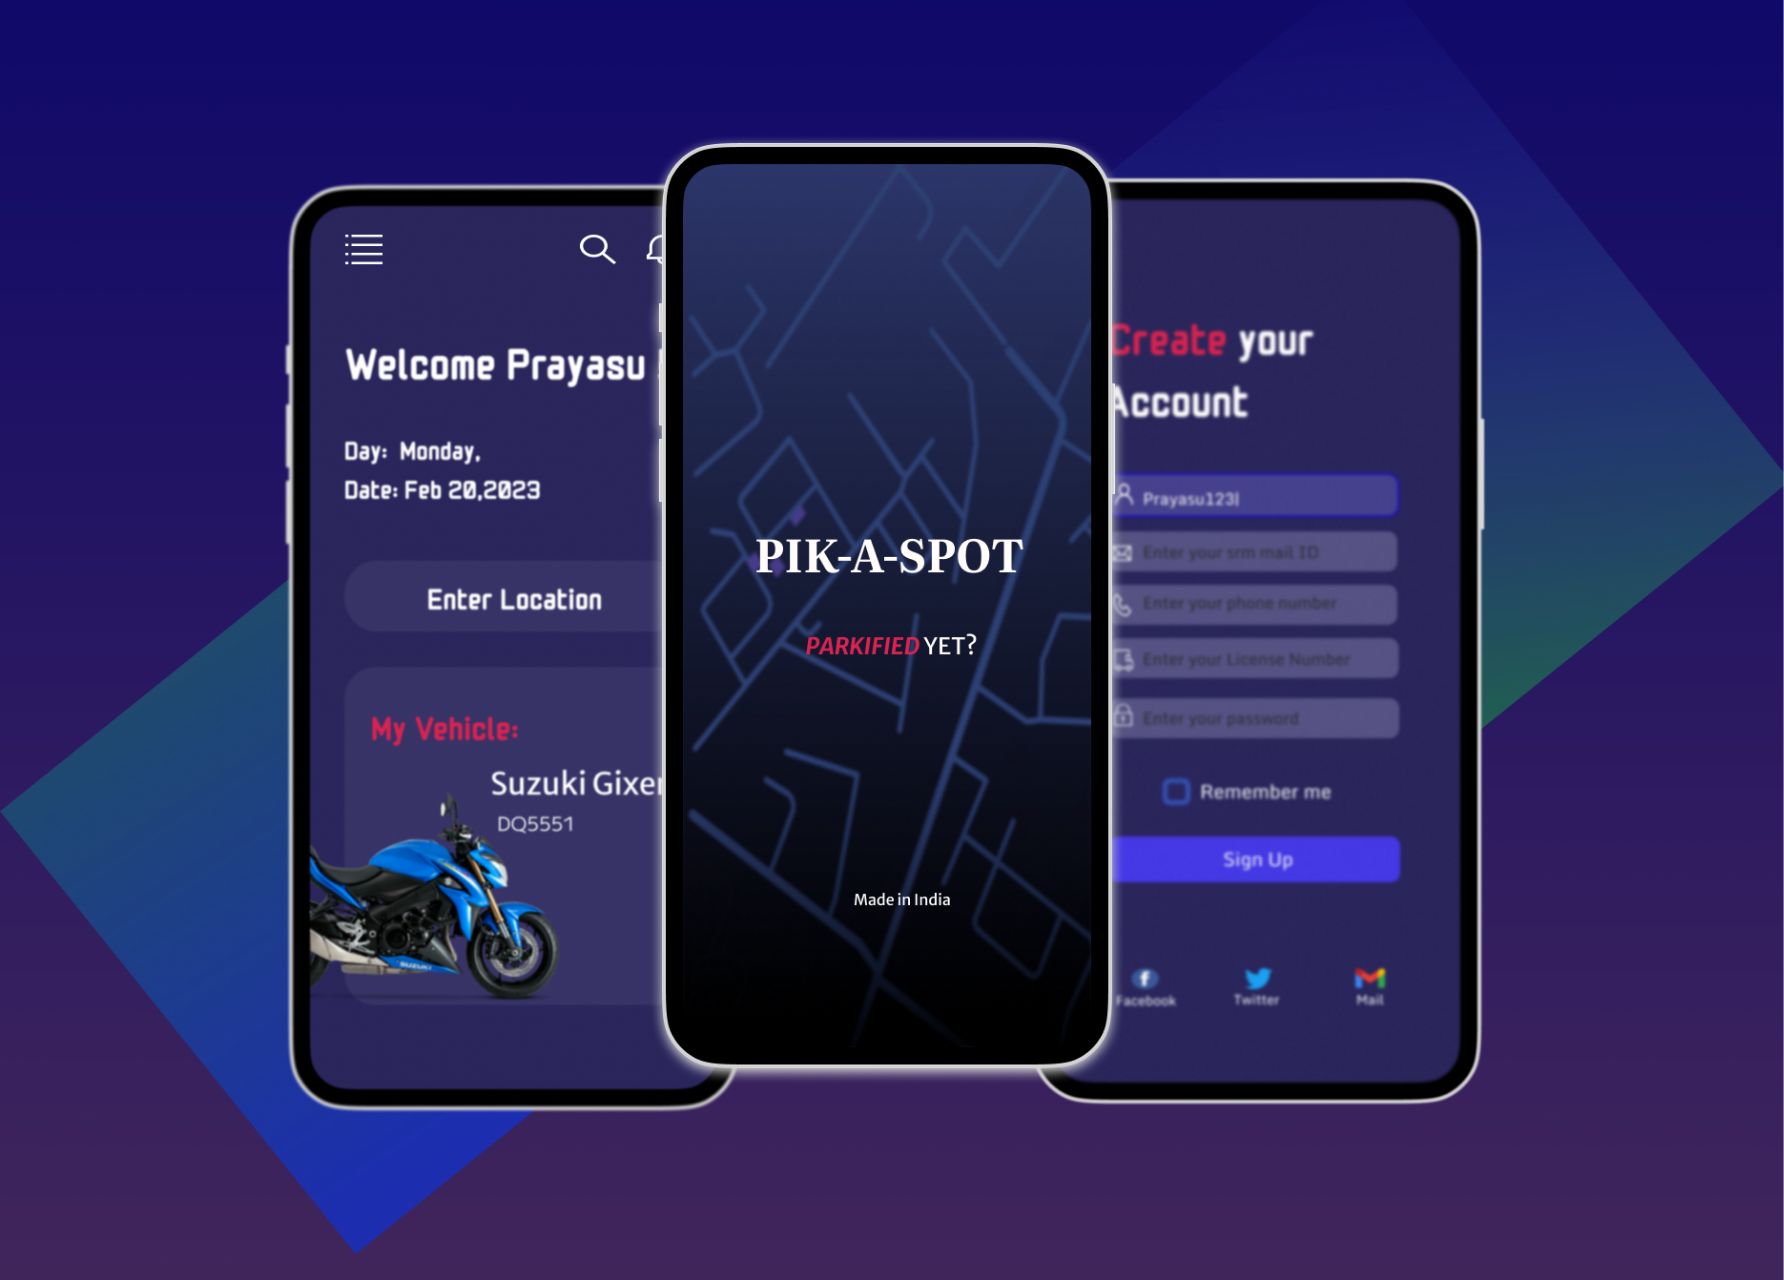 Welcome Prayasu
Day: Monday,
Date: Feb 20,2023
Enter Location
My Vehicle:
Suzuki Gixer
DQ5551
SUZUKI
PIK-A-SPOT
PARKIFIED YET?
Made in India
Create your
Account
Prayasu123
Enter your srm mail ID
Enter your phone number
Enter your License Number
Enter your password
Remember me
Sign Up
Facebook
Twitter
Mail